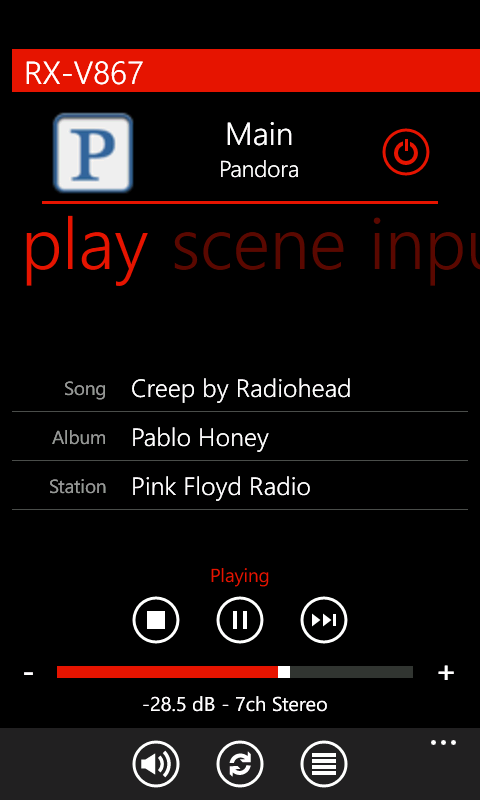 RX-V867
P
Main
Pandora
play scene inpu
Song Creep by Radiohead
Album Pablo Honey
Station Pink Floyd Radio
Playing
- +
-28.5 dB - 7ch Stereo